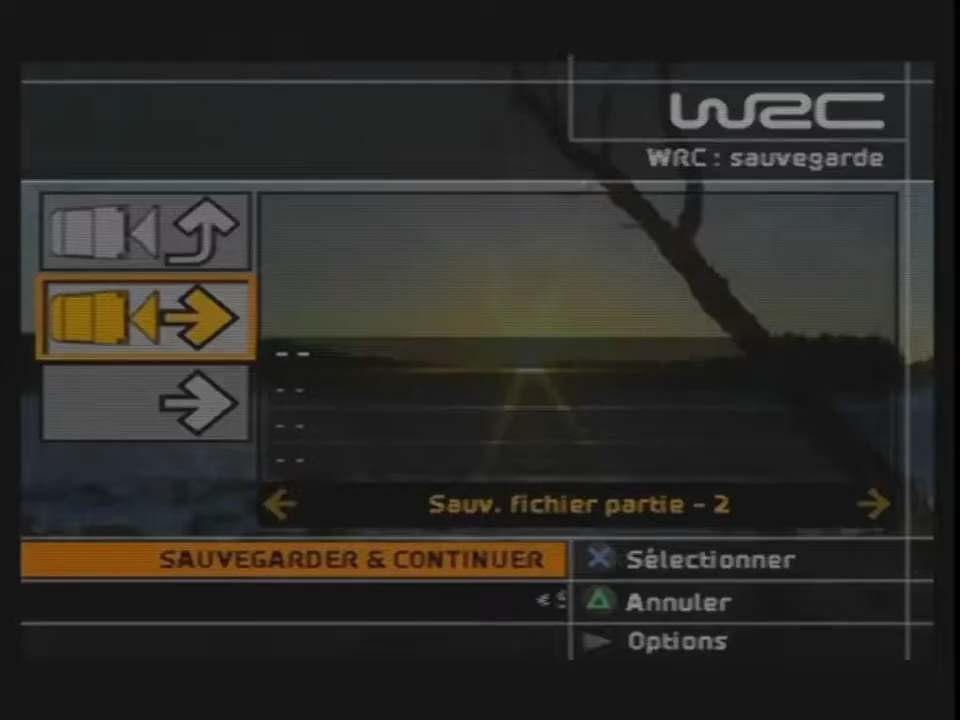 WRC
WRC : sauvegarde
--
--
--
--
Sauv. fichier partie - 2
SAUVEGARDER & CONTINUER
Sélectionner
Annuler
Options